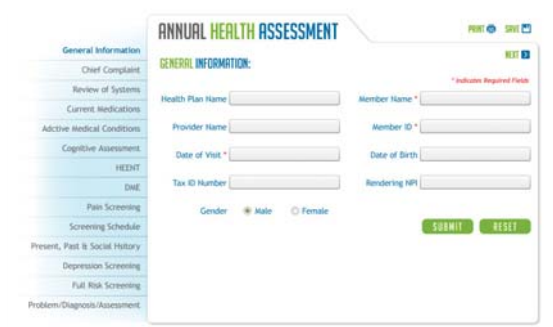 ANNUAL HEALTH ASSESSMENT
PRINT SAVE
NEXT
General Information
Chief Complaint
Review of Systems
Current Medications
Adctive Medical Conditions
Cognitive Assessment
HEENT
DME
Pain Screening
Screening Schedule
Present, Past & Social History
Depression Screening
Full Risk Screening
Problem/Diagnosis/Assessment
GENERAL INFORMATION:
* Indicates Required Fields
Health Plan Name Member Name *
Provider Name Member ID *
Date of Visit * Date of Birth
Tax ID Number Rendering NPI
Gender Male Female
SUBMIT RESET